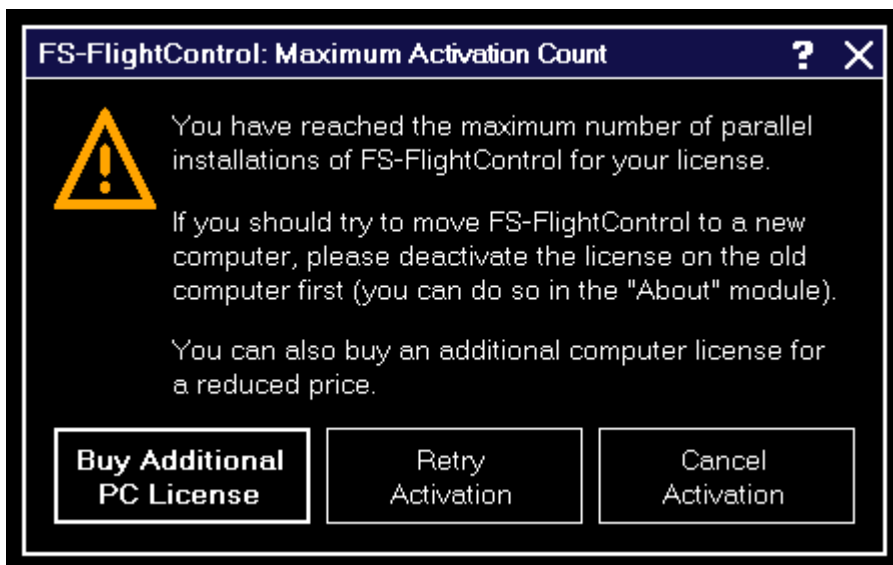 FS-FlightControl: Maximum Activation Count ? X
You have reached the maximum number of parallel
installations of FS-FlightControl for your license.
If you should try to move FS-FlightControl to a new
computer, please deactivate the license on the old
computer first (you can do so in the "About" module).
You can also buy an additional computer license for
a reduced price.
Buy Additional
PC License
Retry
Activation
Cancel
Activation